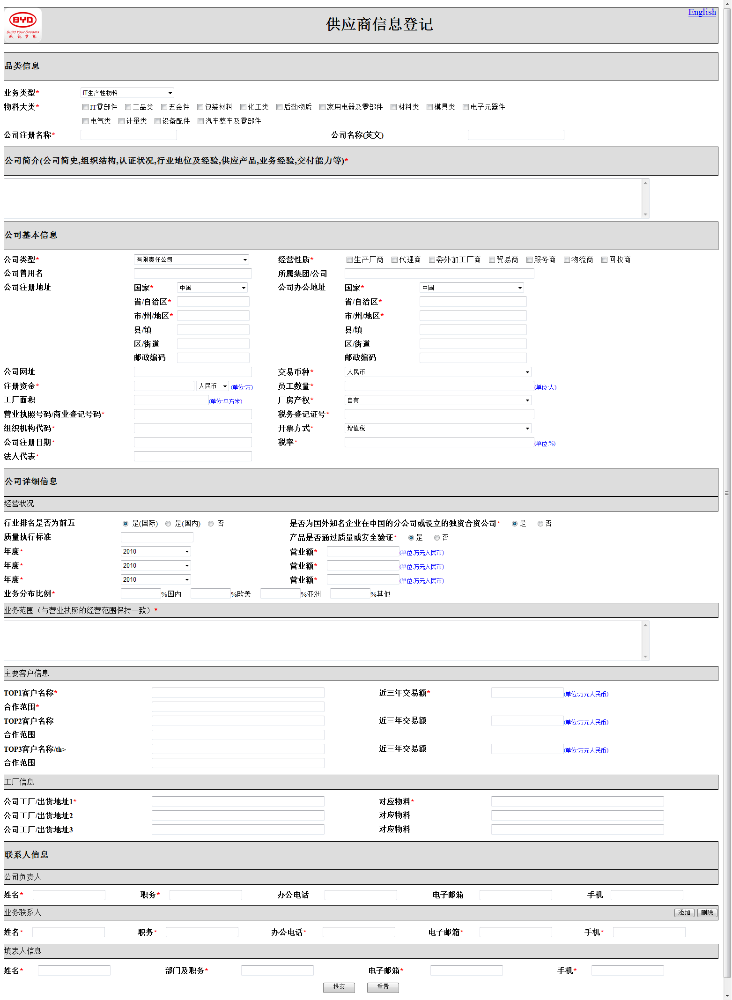 BYD
Build Your Dreams
成就梦想
English
供应商信息登记
品类信息
业务类型* IT生产性物料
物料大类* IT零部件 三品类 五金件 包装材料 化工类 后勤物质 家用电器及零部件 材料类 模具类 电子元器件
电气类 计量类 设备配件 汽车整车及零部件
公司注册名称* 公司名称(英文)
公司简介(公司简史,组织结构,认证状况,行业地位及经验,供应产品,业务经验,交付能力等)*
公司基本信息
公司类型* 有限责任公司 经营性质* 生产厂商 代理商 委外加工厂商 贸易商 服务商 物流商 回收商
公司曾用名 所属集团/公司
公司注册地址 国家* 中国 公司办公地址 国家* 中国
省/自治区* 省/自治区*
市/州/地区* 市/州/地区*
县/镇 县/镇
区/街道 区/街道
邮政编码 邮政编码
公司网址 交易币种* 人民币
注册资金* 人民币 (单位:万) 员工数量* (单位:人)
工厂面积 (单位:平方米) 厂房产权* 自有
营业执照号码/商业登记号码* 税务登记证号*
组织机构代码* 开票方式* 增值税
公司注册日期* 税率* (单位:%)
法人代表*
公司详细信息
经营状况
行业排名是否为前五 是(国际) 是(国内) 否 是否为国外知名企业在中国的分公司或设立的独资合资公司* 是 否
质量执行标准 产品是否通过质量或安全验证* 是 否
年度* 2010 营业额* (单位:万元人民币)
年度* 2010 营业额* (单位:万元人民币)
年度* 2010 营业额* (单位:万元人民币)
业务分布比例* %国内 %欧美 %亚洲 %其他
业务范围（与营业执照的经营范围保持一致）*
主要客户信息
TOP1客户名称* 近三年交易额* (单位:万元人民币)
合作范围*
TOP2客户名称 近三年交易额 (单位:万元人民币)
合作范围
TOP3客户名称/th> 近三年交易额 (单位:万元人民币)
合作范围
工厂信息
公司工厂/出货地址1* 对应物料*
公司工厂/出货地址2 对应物料
公司工厂/出货地址3 对应物料
联系人信息
公司负责人
姓名* 职务* 办公电话 电子邮箱 手机
业务联系人 添加 删除
姓名* 职务* 办公电话* 电子邮箱* 手机*
填表人信息
姓名* 部门及职务* 电子邮箱* 手机*
提交 重置